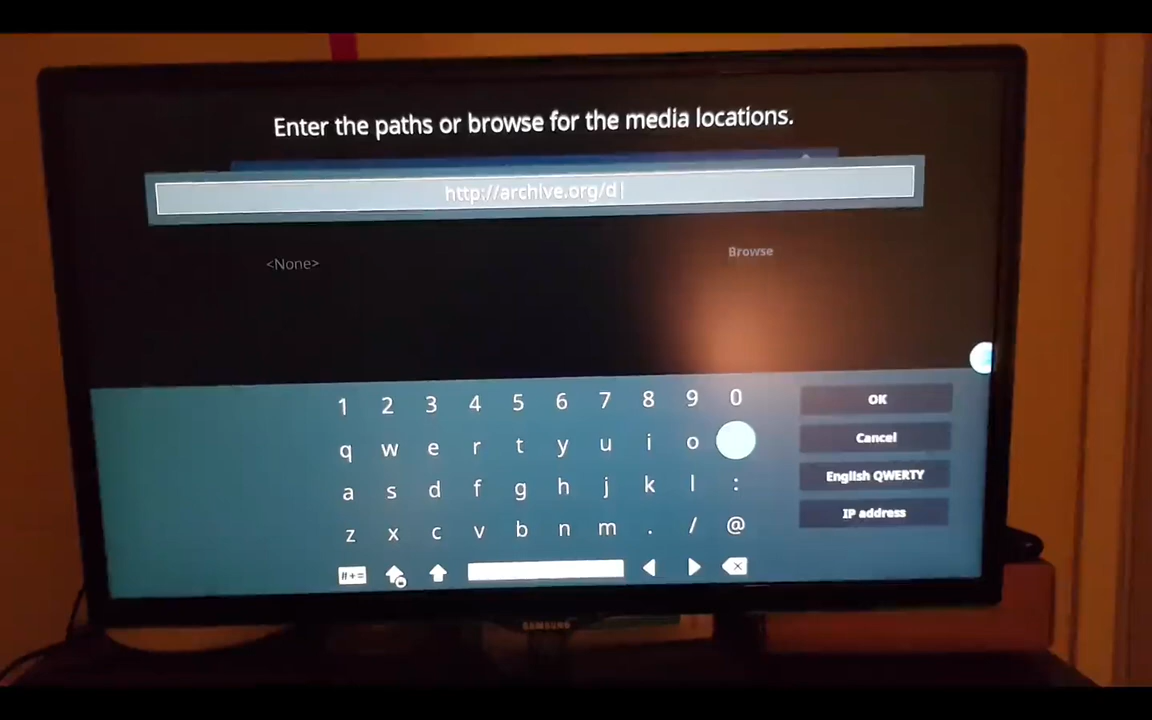 Enter the paths or browse for the media locations.
http://archive.org/d
<None> Browse
1 2 3 4 5 6 7 8 9 0
q w e r t y u i o
a s d f g h j k l :
z x c v b n m . / @
#+=
OK
Cancel
English QWERTY
IP address
SAMSUNG